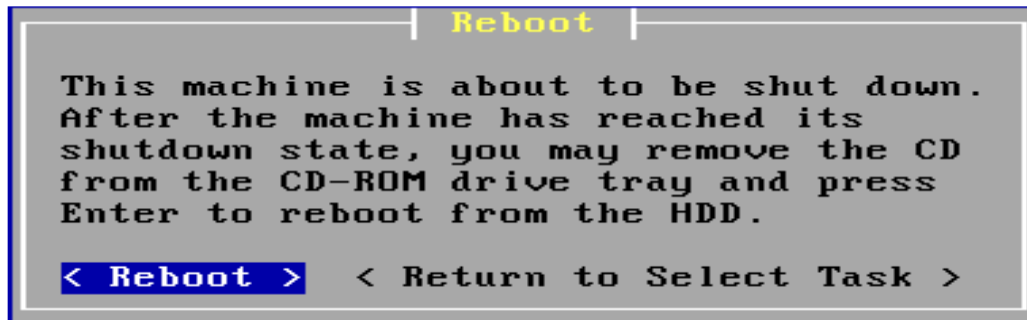 Reboot
This machine is about to be shut down.
After the machine has reached its
shutdown state, you may remove the CD
from the CD-ROM drive tray and press
Enter to reboot from the HDD.
< Reboot > < Return to Select Task >